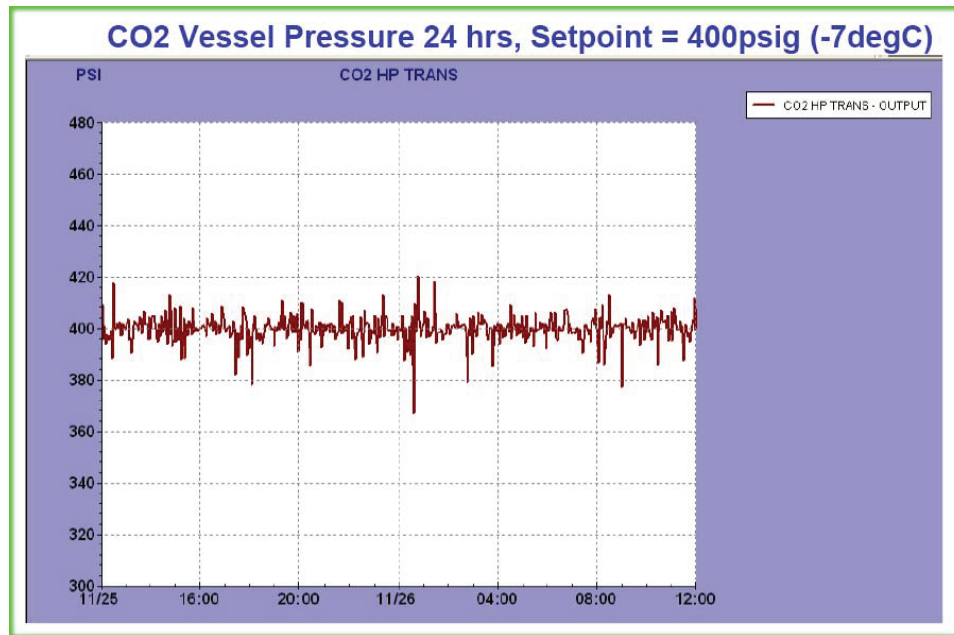 CO2 Vessel Pressure 24 hrs, Setpoint = 400psig (-7degC)
PSI
CO2 HP TRANS
CO2 HP TRANS - OUTPUT
480
460
440
420
400
380
360
340
320
300
11/25 16:00 20:00 11/26 04:00 08:00 12:00